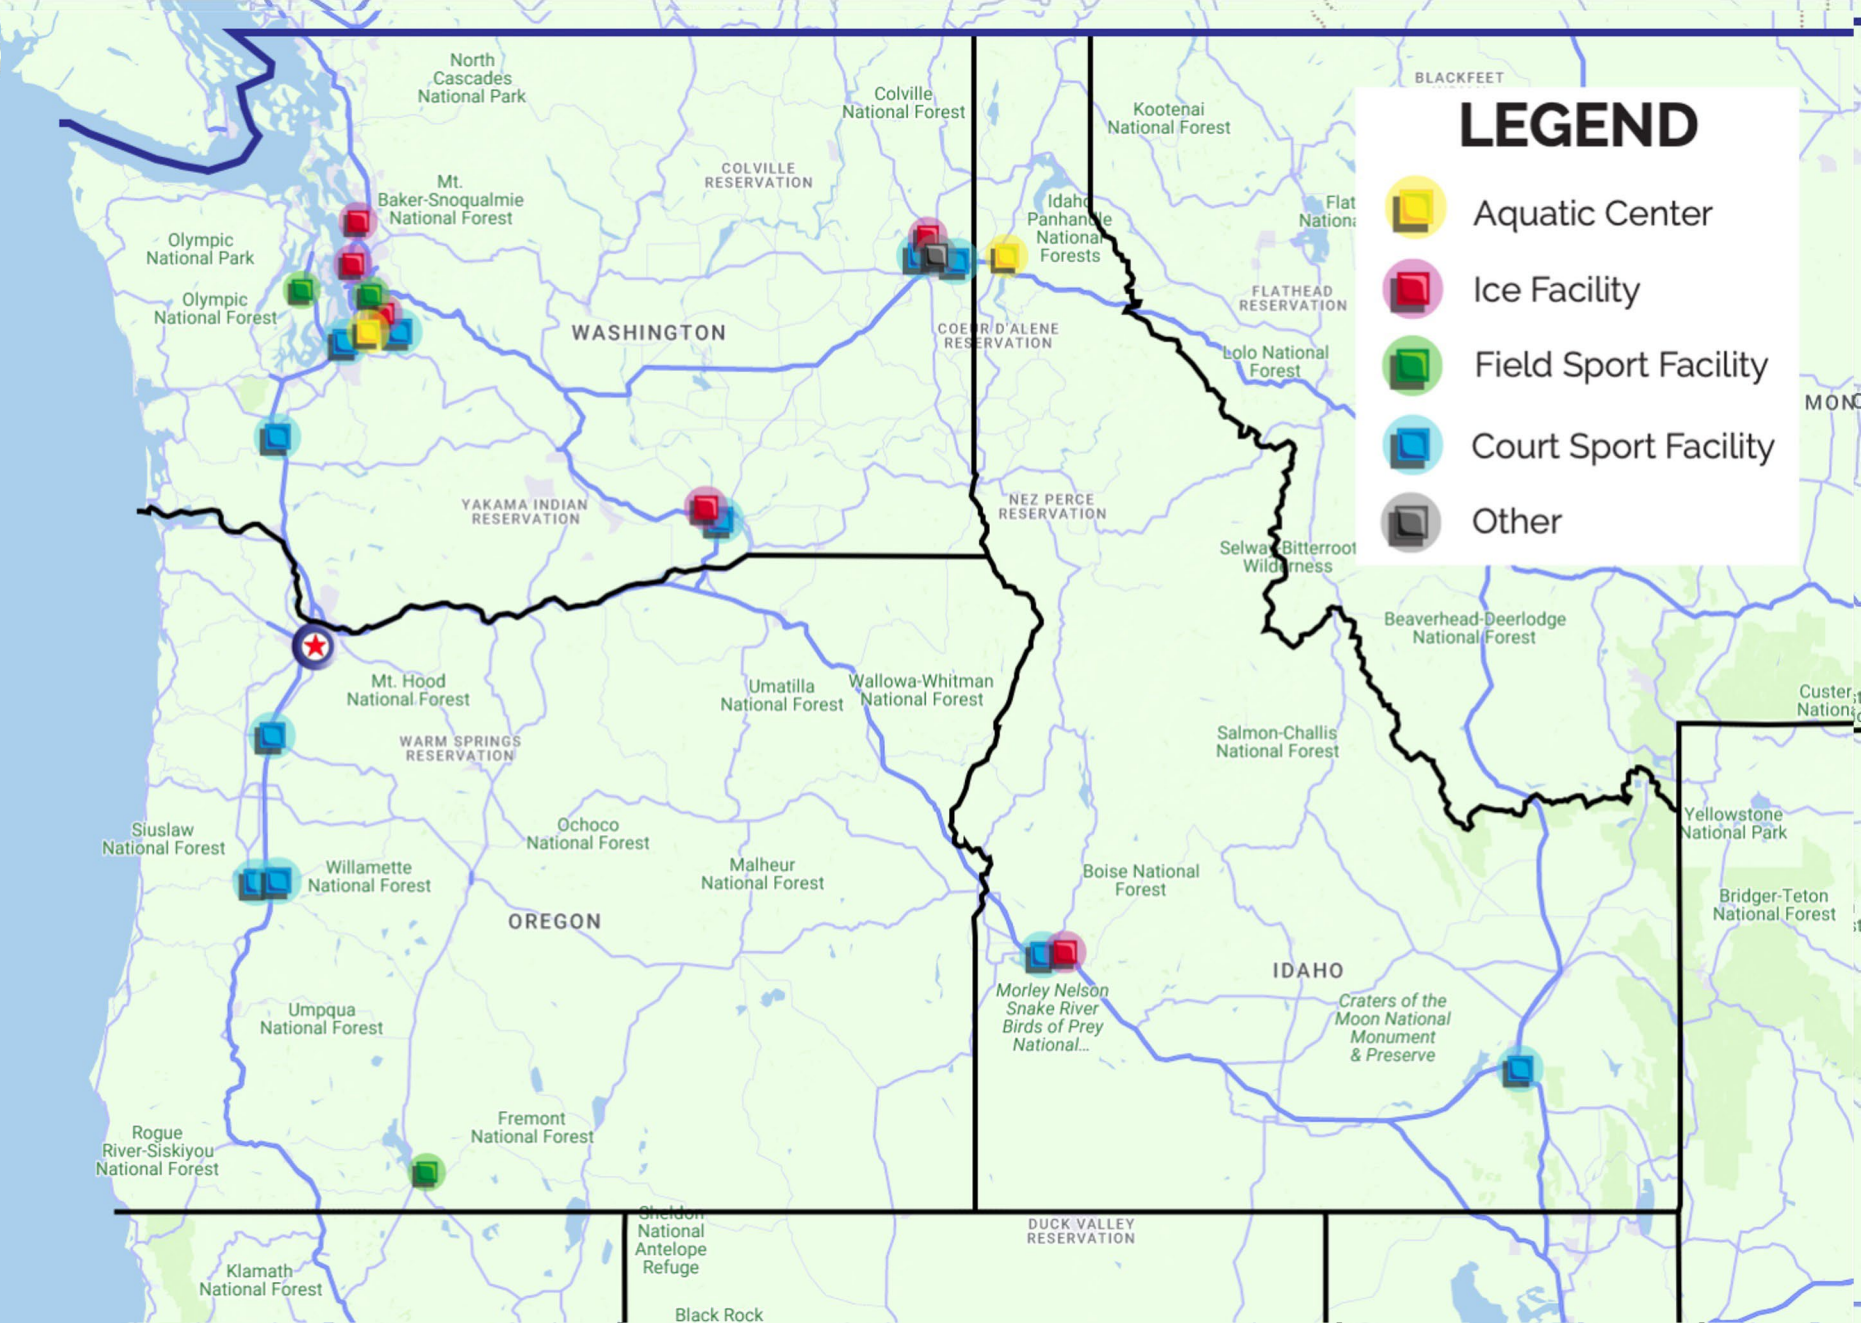 North
Cascades
National Park
Colville
National Forest
Kootenai
National Forest
BLACKFEET
LEGEND
Aquatic Center
Ice Facility
Field Sport Facility
Court Sport Facility
Other
COLVILLE
RESERVATION
Mt.
Baker-Snoqualmie
National Forest
Idaho
Panhandle
National
Forests
Flat
Nationa
Olympic
National Park
Olympic
National Forest
FLATHEAD
RESERVATION
WASHINGTON
COEUR D'ALENE
RESERVATION
Lolo National
Forest
MON
YAKAMA INDIAN
RESERVATION
NEZ PERCE
RESERVATION
Selway-Bitterroot
Wilderness
Beaverhead-Deerlodge
National Forest
Mt. Hood
National Forest
Umatilla
National Forest
Wallowa-Whitman
National Forest
Custer
Nationa
WARM SPRINGS
RESERVATION
Salmon-Challis
National Forest
Siuslaw
National Forest
Ochoco
National Forest
Yellowstone
National Park
Willamette
National Forest
Malheur
National Forest
Boise National
Forest
Bridger-Teton
National Forest
OREGON
IDAHO
Morley Nelson
Snake River
Birds of Prey
National...
Craters of the
Moon National
Monument
& Preserve
Umpqua
National Forest
Fremont
National Forest
Rogue
River-Siskiyou
National Forest
Sheldon
National
Antelope
Refuge
DUCK VALLEY
RESERVATION
Klamath
National Forest
Black Rock